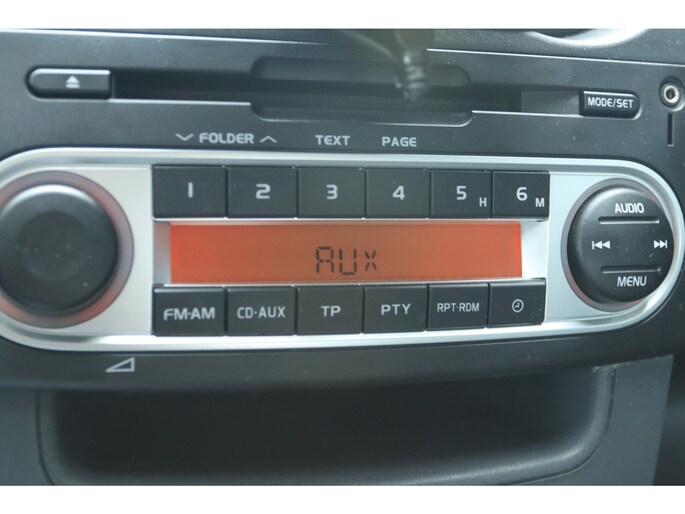 MODE/SET
FOLDER TEXT PAGE
1 2 3 4 5 H 6 M
AUDIO
AUX
MENU
FM·AM CD·AUX TP PTY RPT·RDM